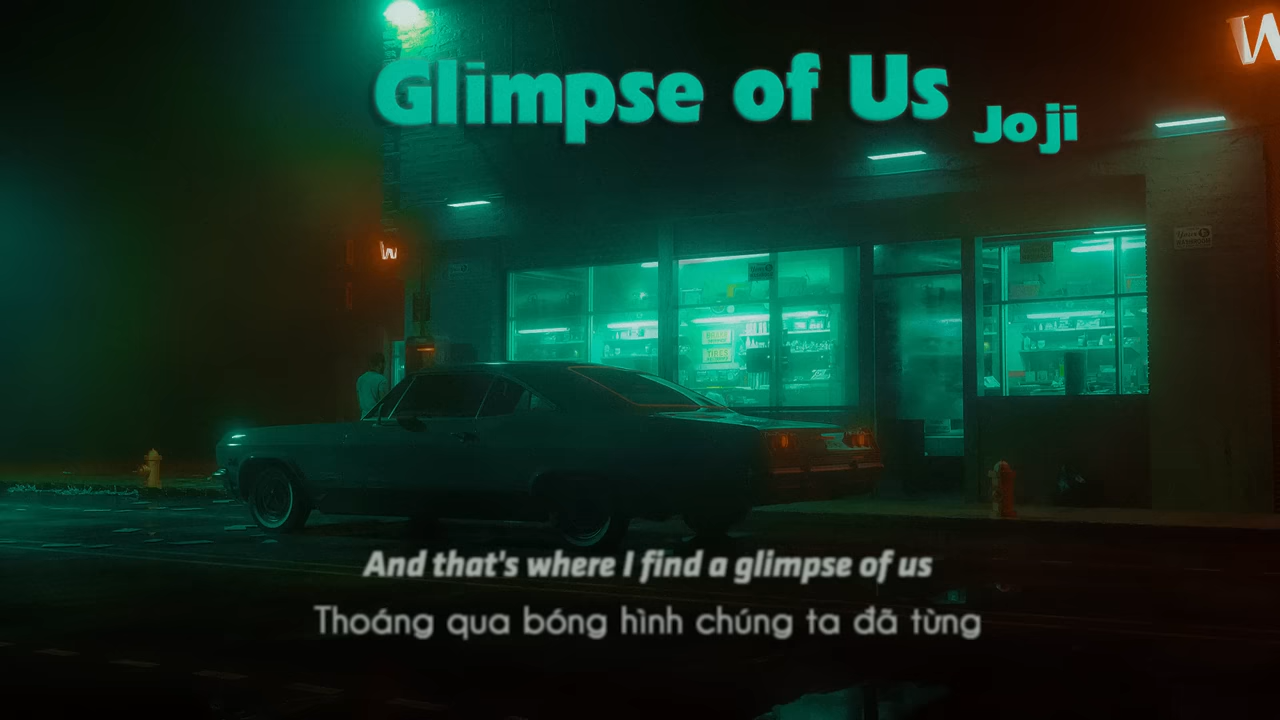 Glimpse of Us
Joji
And that's where I find a glimpse of us
Thoáng qua bóng hình chúng ta đã từng